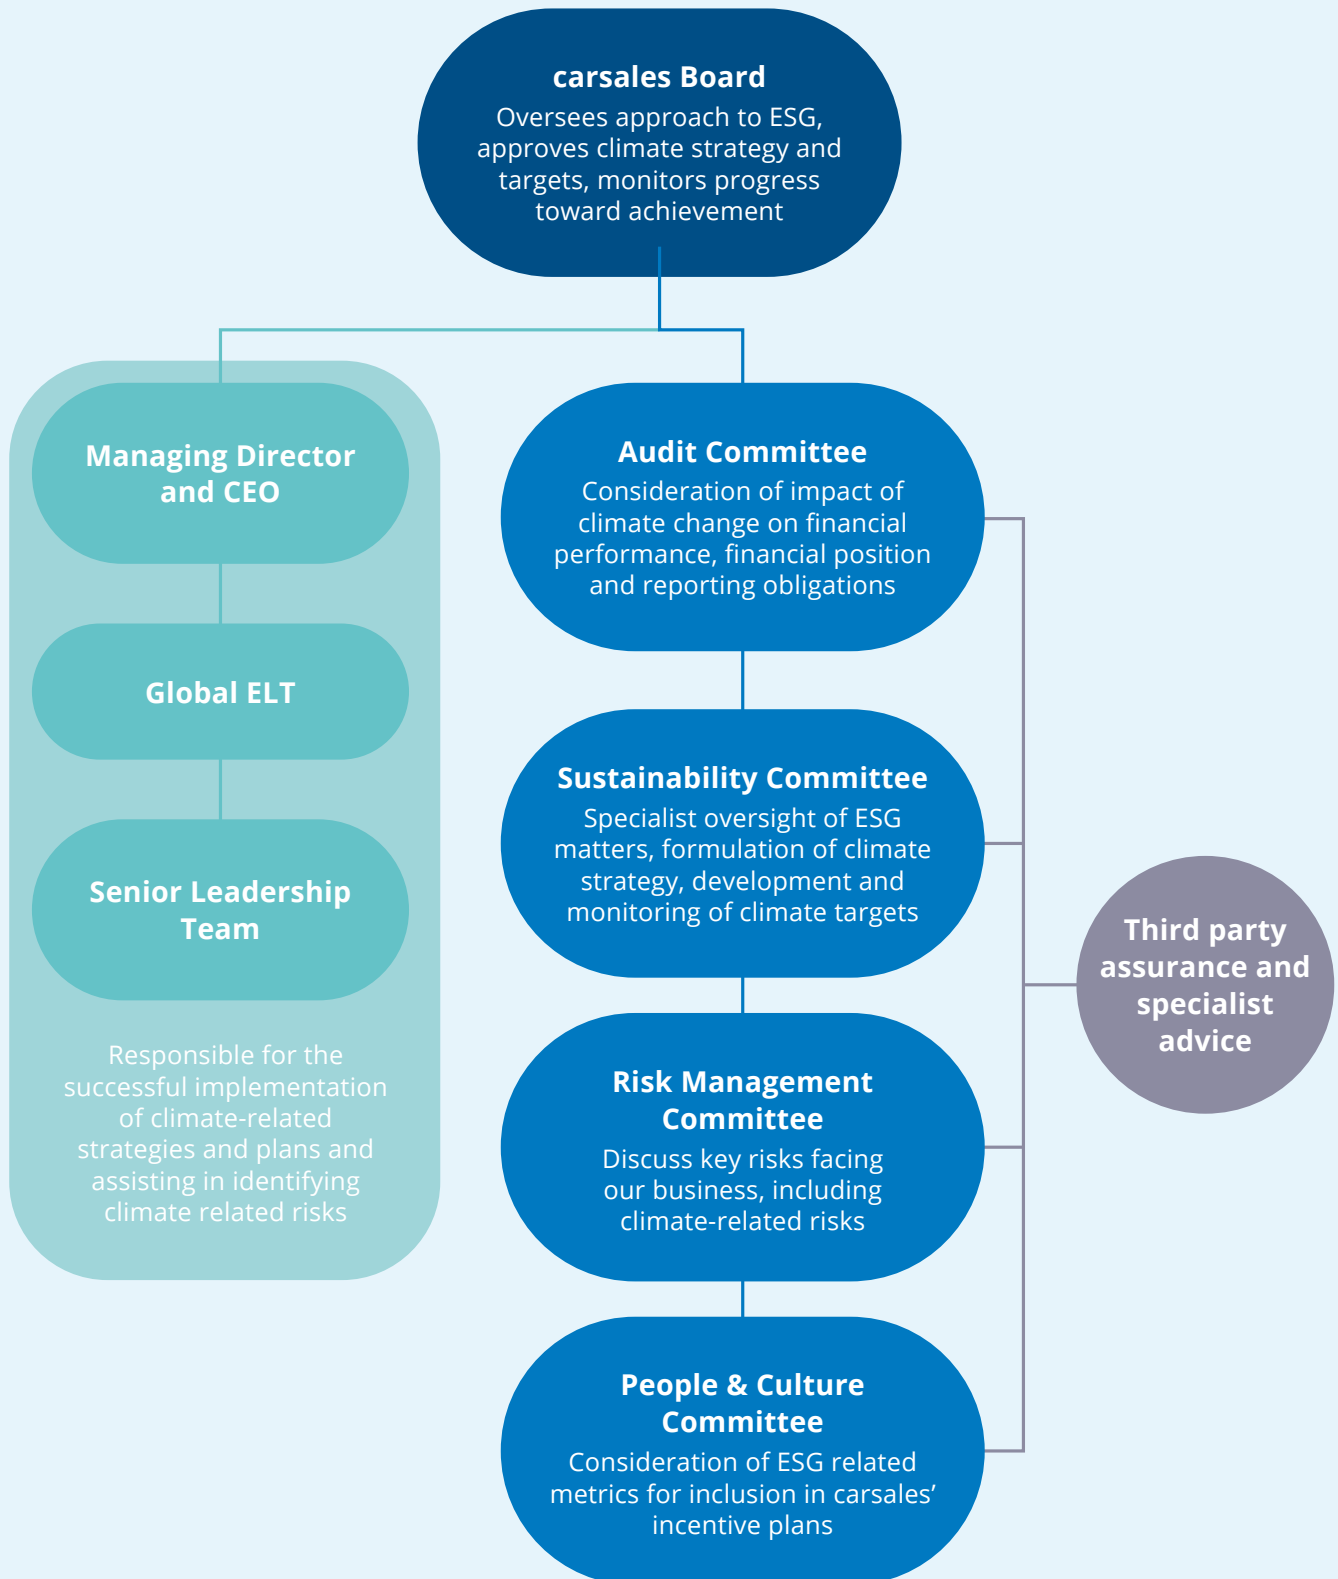 carsales Board
Oversees approach to ESG,
approves climate strategy and
targets, monitors progress
toward achievement
Managing Director
and CEO
Global ELT
Senior Leadership
Team
Responsible for the
successful implementation
of climate-related
strategies and plans and
assisting in identifying
climate related risks
Audit Committee
Consideration of impact of
climate change on financial
performance, financial position
and reporting obligations
Sustainability Committee
Specialist oversight of ESG
matters, formulation of climate
strategy, development and
monitoring of climate targets
Risk Management
Committee
Discuss key risks facing
our business, including
climate-related risks
People & Culture
Committee
Consideration of ESG related
metrics for inclusion in carsales’
incentive plans
Third party
assurance and
specialist
advice